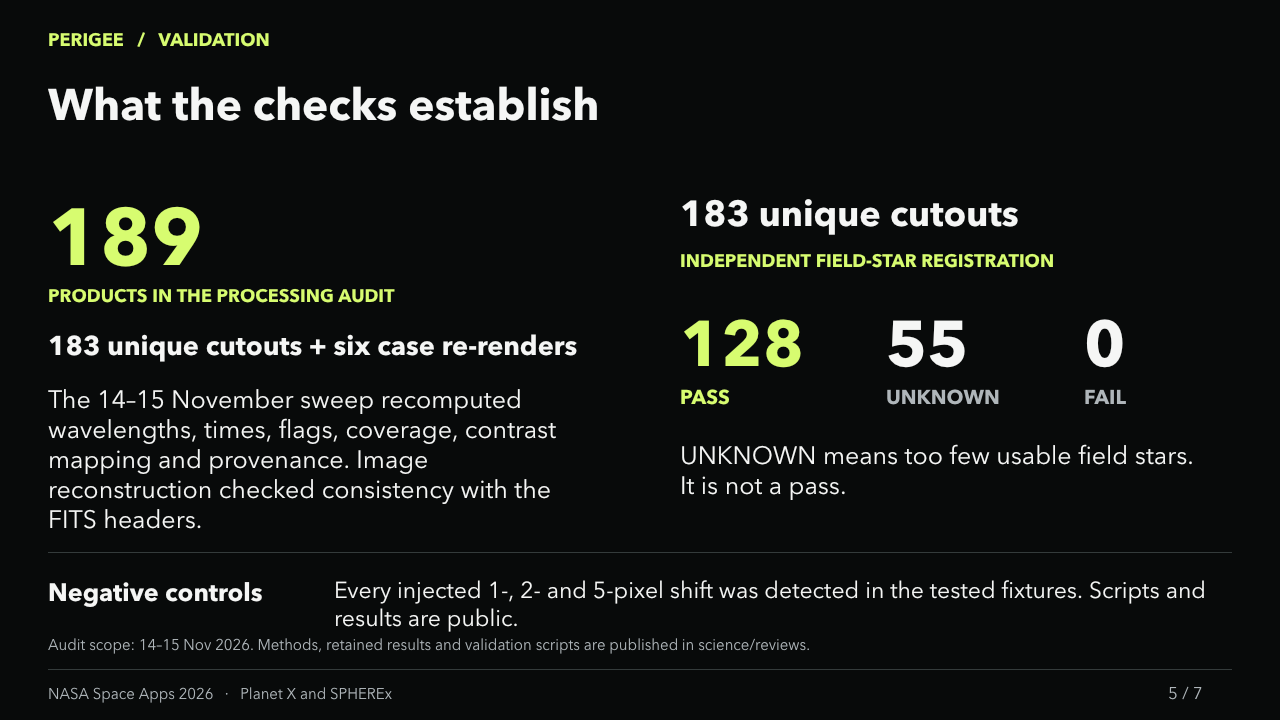 PERIGEE / VALIDATION
What the checks establish
189
PRODUCTS IN THE PROCESSING AUDIT
183 unique cutouts + six case re-renders
The 14–15 November sweep recomputed
wavelengths, times, flags, coverage, contrast
mapping and provenance. Image
reconstruction checked consistency with the
FITS headers.
183 unique cutouts
INDEPENDENT FIELD-STAR REGISTRATION
128
PASS
55
UNKNOWN
0
FAIL
UNKNOWN means too few usable field stars.
It is not a pass.
Negative controls
Every injected 1-, 2- and 5-pixel shift was detected in the tested fixtures. Scripts and
results are public.
Audit scope: 14–15 Nov 2026. Methods, retained results and validation scripts are published in science/reviews.
NASA Space Apps 2026 · Planet X and SPHEREx
5 / 7